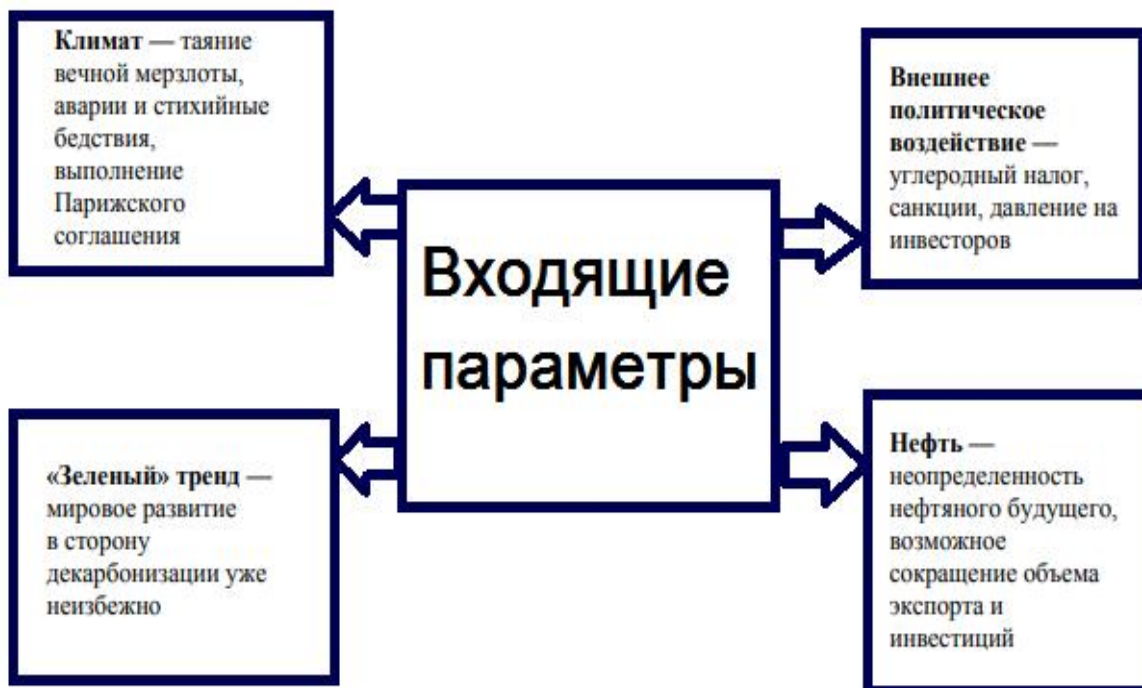 Климат — таяние
вечной мерзлоты,
аварии и стихийные
бедствия,
выполнение
Парижского
соглашения
Внешнее
политическое
воздействие —
углеродный налог,
санкции, давление на
инвесторов
Входящие
параметры
«Зеленый» тренд —
мировое развитие
в сторону
декарбонизации уже
неизбежно
Нефть —
неопределенность
нефтяного будущего,
возможное
сокращение объема
экспорта и
инвестиций